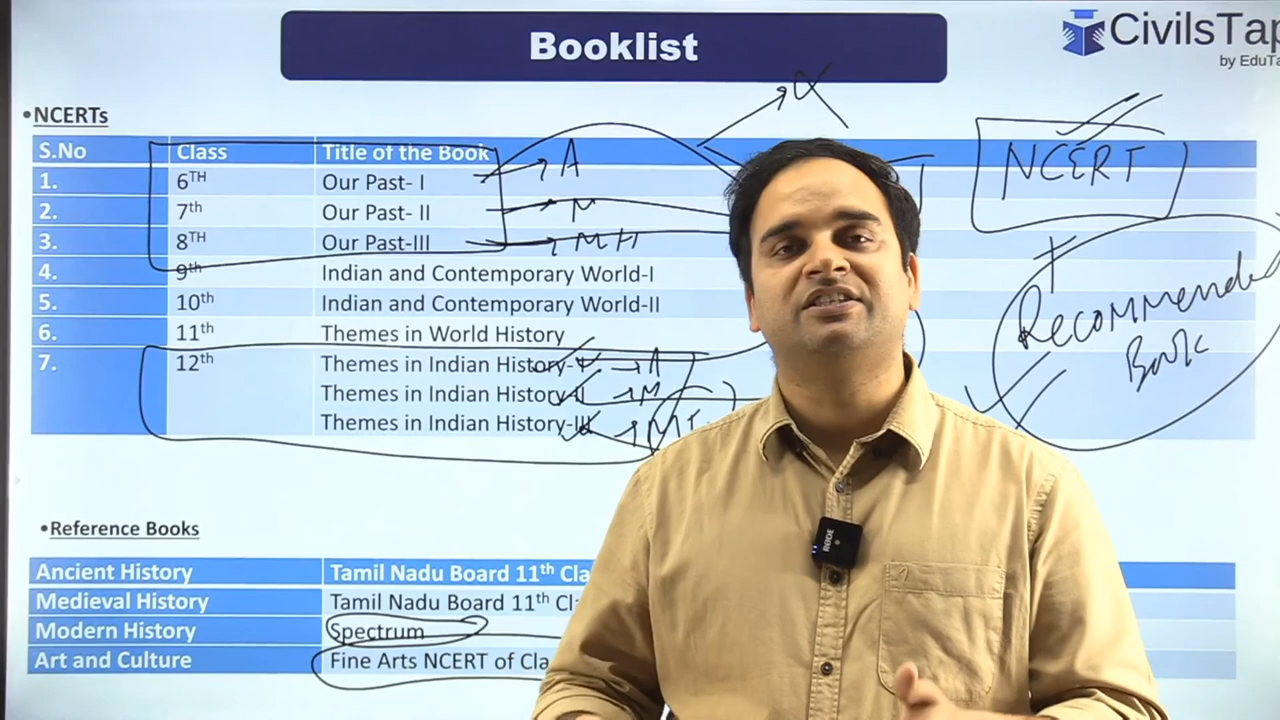 Booklist
CivilsTap
by EduTa
•NCERTs
S.No Class Title of the Book
1. 6TH Our Past- I
2. 7th Our Past- II
3. 8TH Our Past-III
4. 9th Indian and Contemporary World-I
5. 10th Indian and Contemporary World-II
6. 11th Themes in World History
7. 12th Themes in Indian History-I
Themes in Indian History-II
Themes in Indian History-III
A
M
M H
A
M
NCERT
+
Recommended
Book
•Reference Books
Ancient History Tamil Nadu Board 11th Cla
Medieval History Tamil Nadu Board 11th Cl
Modern History Spectrum
Art and Culture Fine Arts NCERT of Cla
RØDE